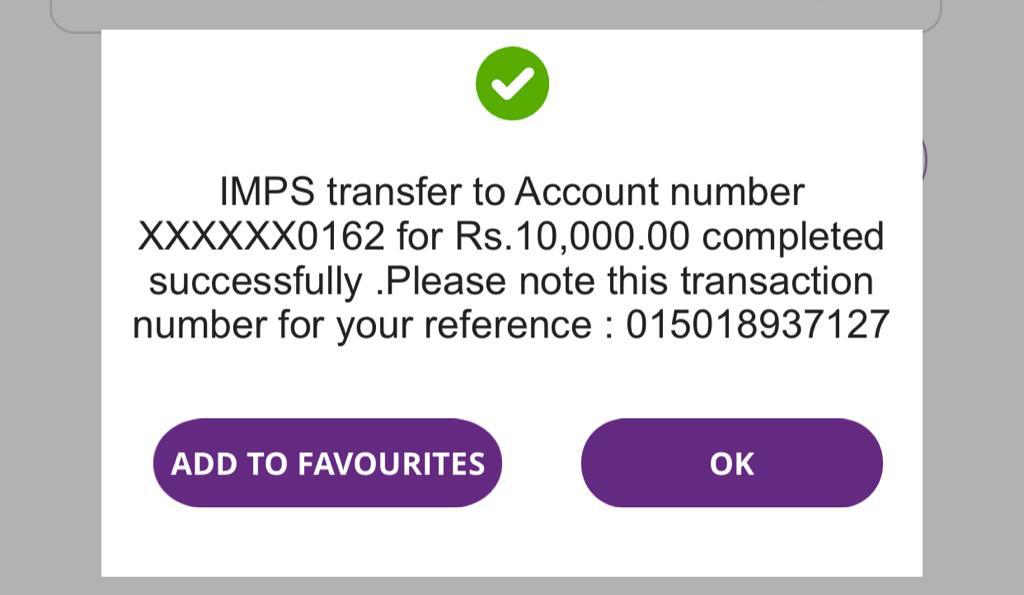 IMPS transfer to Account number
XXXXXX0162 for Rs.10,000.00 completed
successfully .Please note this transaction
number for your reference : 015018937127
ADD TO FAVOURITES
OK